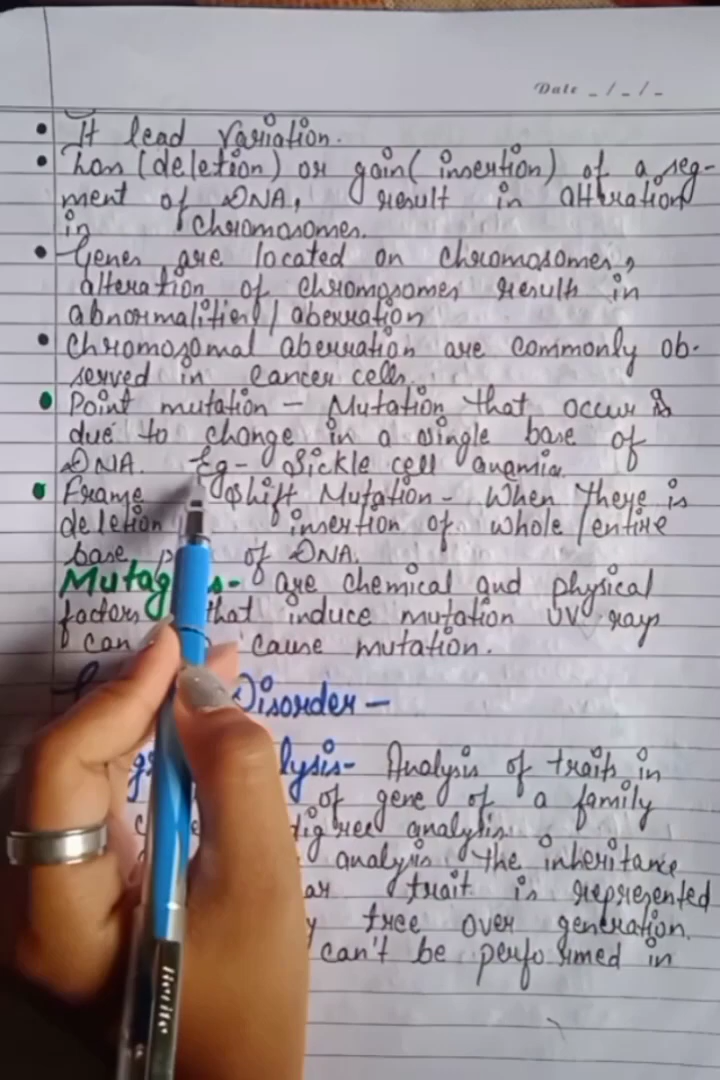 Date _/_/_
• It lead variation.
• Loss (deletion) or gain (insertion) of a seg-
ment of DNA, result in altration
in chromosomes.
• Genes are located on chromosomes,
alteration of chromosomes results in
abnormalities / aberration
• Chromosomal aberration are commonly ob-
served in cancer cells.
• Point mutation - Mutation that occur is
due to change in a single base of
DNA. Eg- Sickle cell anamia
• Frame shift Mutation - When there is
deletion insertion of whole/entire
base of DNA.
are chemical and physical
factors that induce mutation UV rays
can cause mutation.
Disorder -
Analysis of traits in
of gene of a family
analysis
analysis the inheritance
trait is represented
tree over generation.
can't be performed in